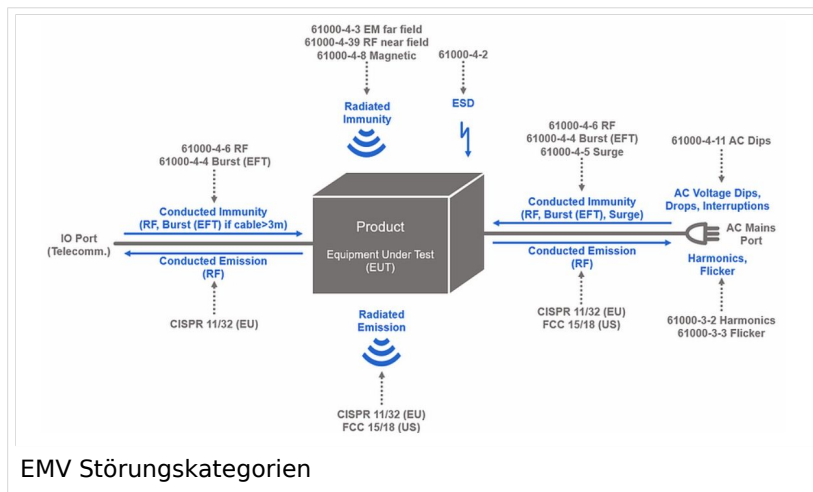 61000-4-3 EM far field
61000-4-39 RF near field
61000-4-8 Magnetic
61000-4-2
Radiated
Immunity
ESD
61000-4-6 RF
61000-4-4 Burst (EFT)
61000-4-6 RF
61000-4-4 Burst (EFT)
61000-4-5 Surge
61000-4-11 AC Dips
Conducted Immunity
(RF, Burst (EFT) if cable>3m)
IO Port
(Telecomm.)
Conducted Emission
(RF)
Product
Equipment Under Test
(EUT)
Conducted Immunity
(RF, Burst (EFT), Surge)
Conducted Emission
(RF)
AC Voltage Dips,
Drops, Interruptions
AC Mains
Port
Harmonics,
Flicker
CISPR 11/32 (EU)
Radiated
Emission
CISPR 11/32 (EU)
FCC 15/18 (US)
61000-3-2 Harmonics
61000-3-3 Flicker
CISPR 11/32 (EU)
FCC 15/18 (US)
EMV Störungskategorien